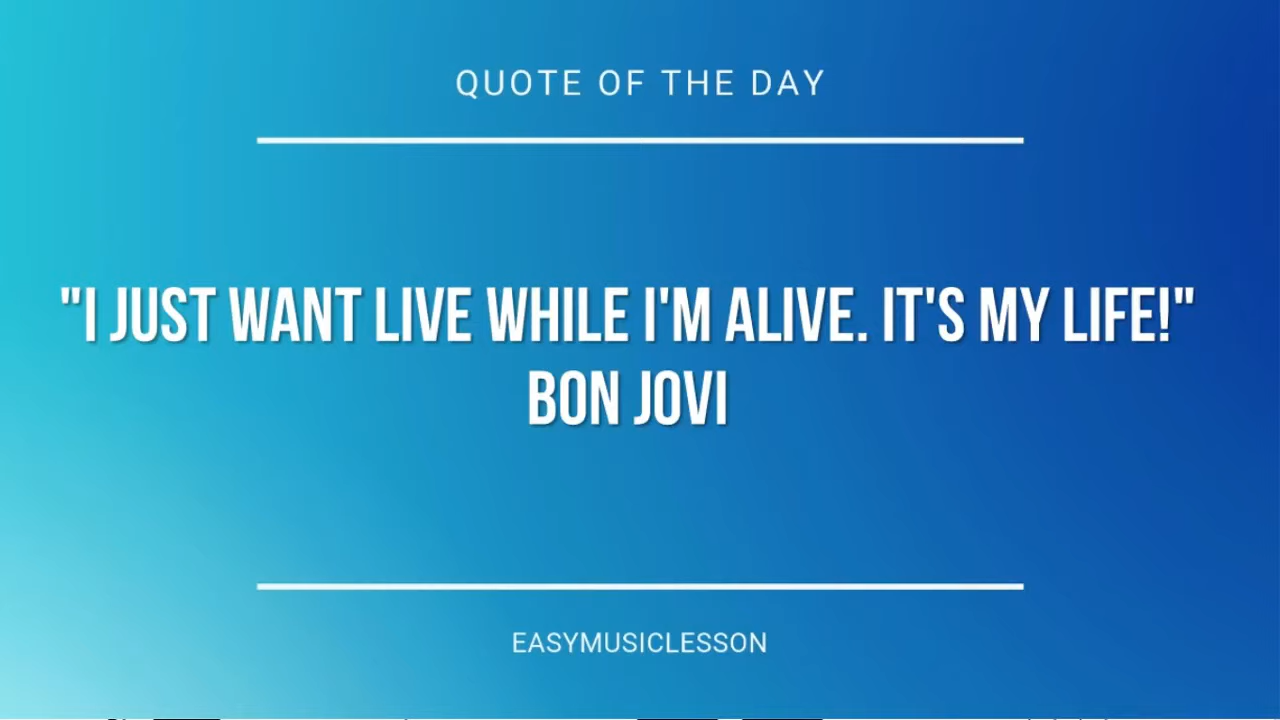 QUOTE OF THE DAY
"I JUST WANT LIVE WHILE I'M ALIVE. IT'S MY LIFE!"
BON JOVI
EASYMUSICLESSON